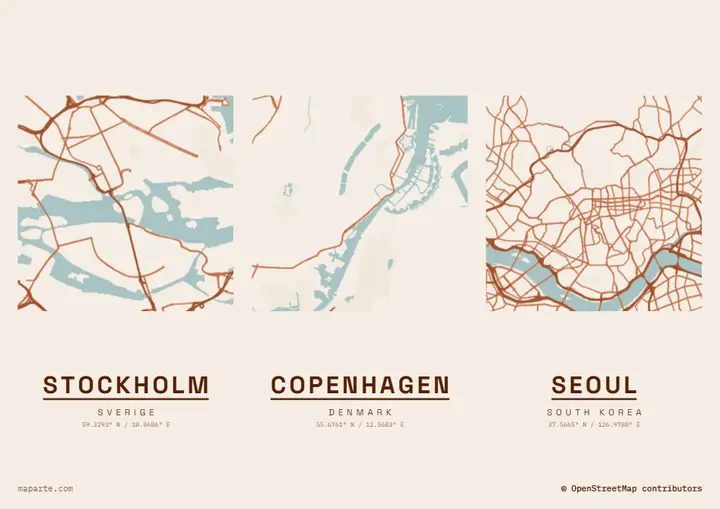 STOCKHOLM
SVERIGE
59.3293° N / 18.0686° E
COPENHAGEN
DENMARK
55.6761° N / 12.5683° E
SEOUL
SOUTH KOREA
37.5665° N / 126.9780° E
maparte.com
© OpenStreetMap contributors